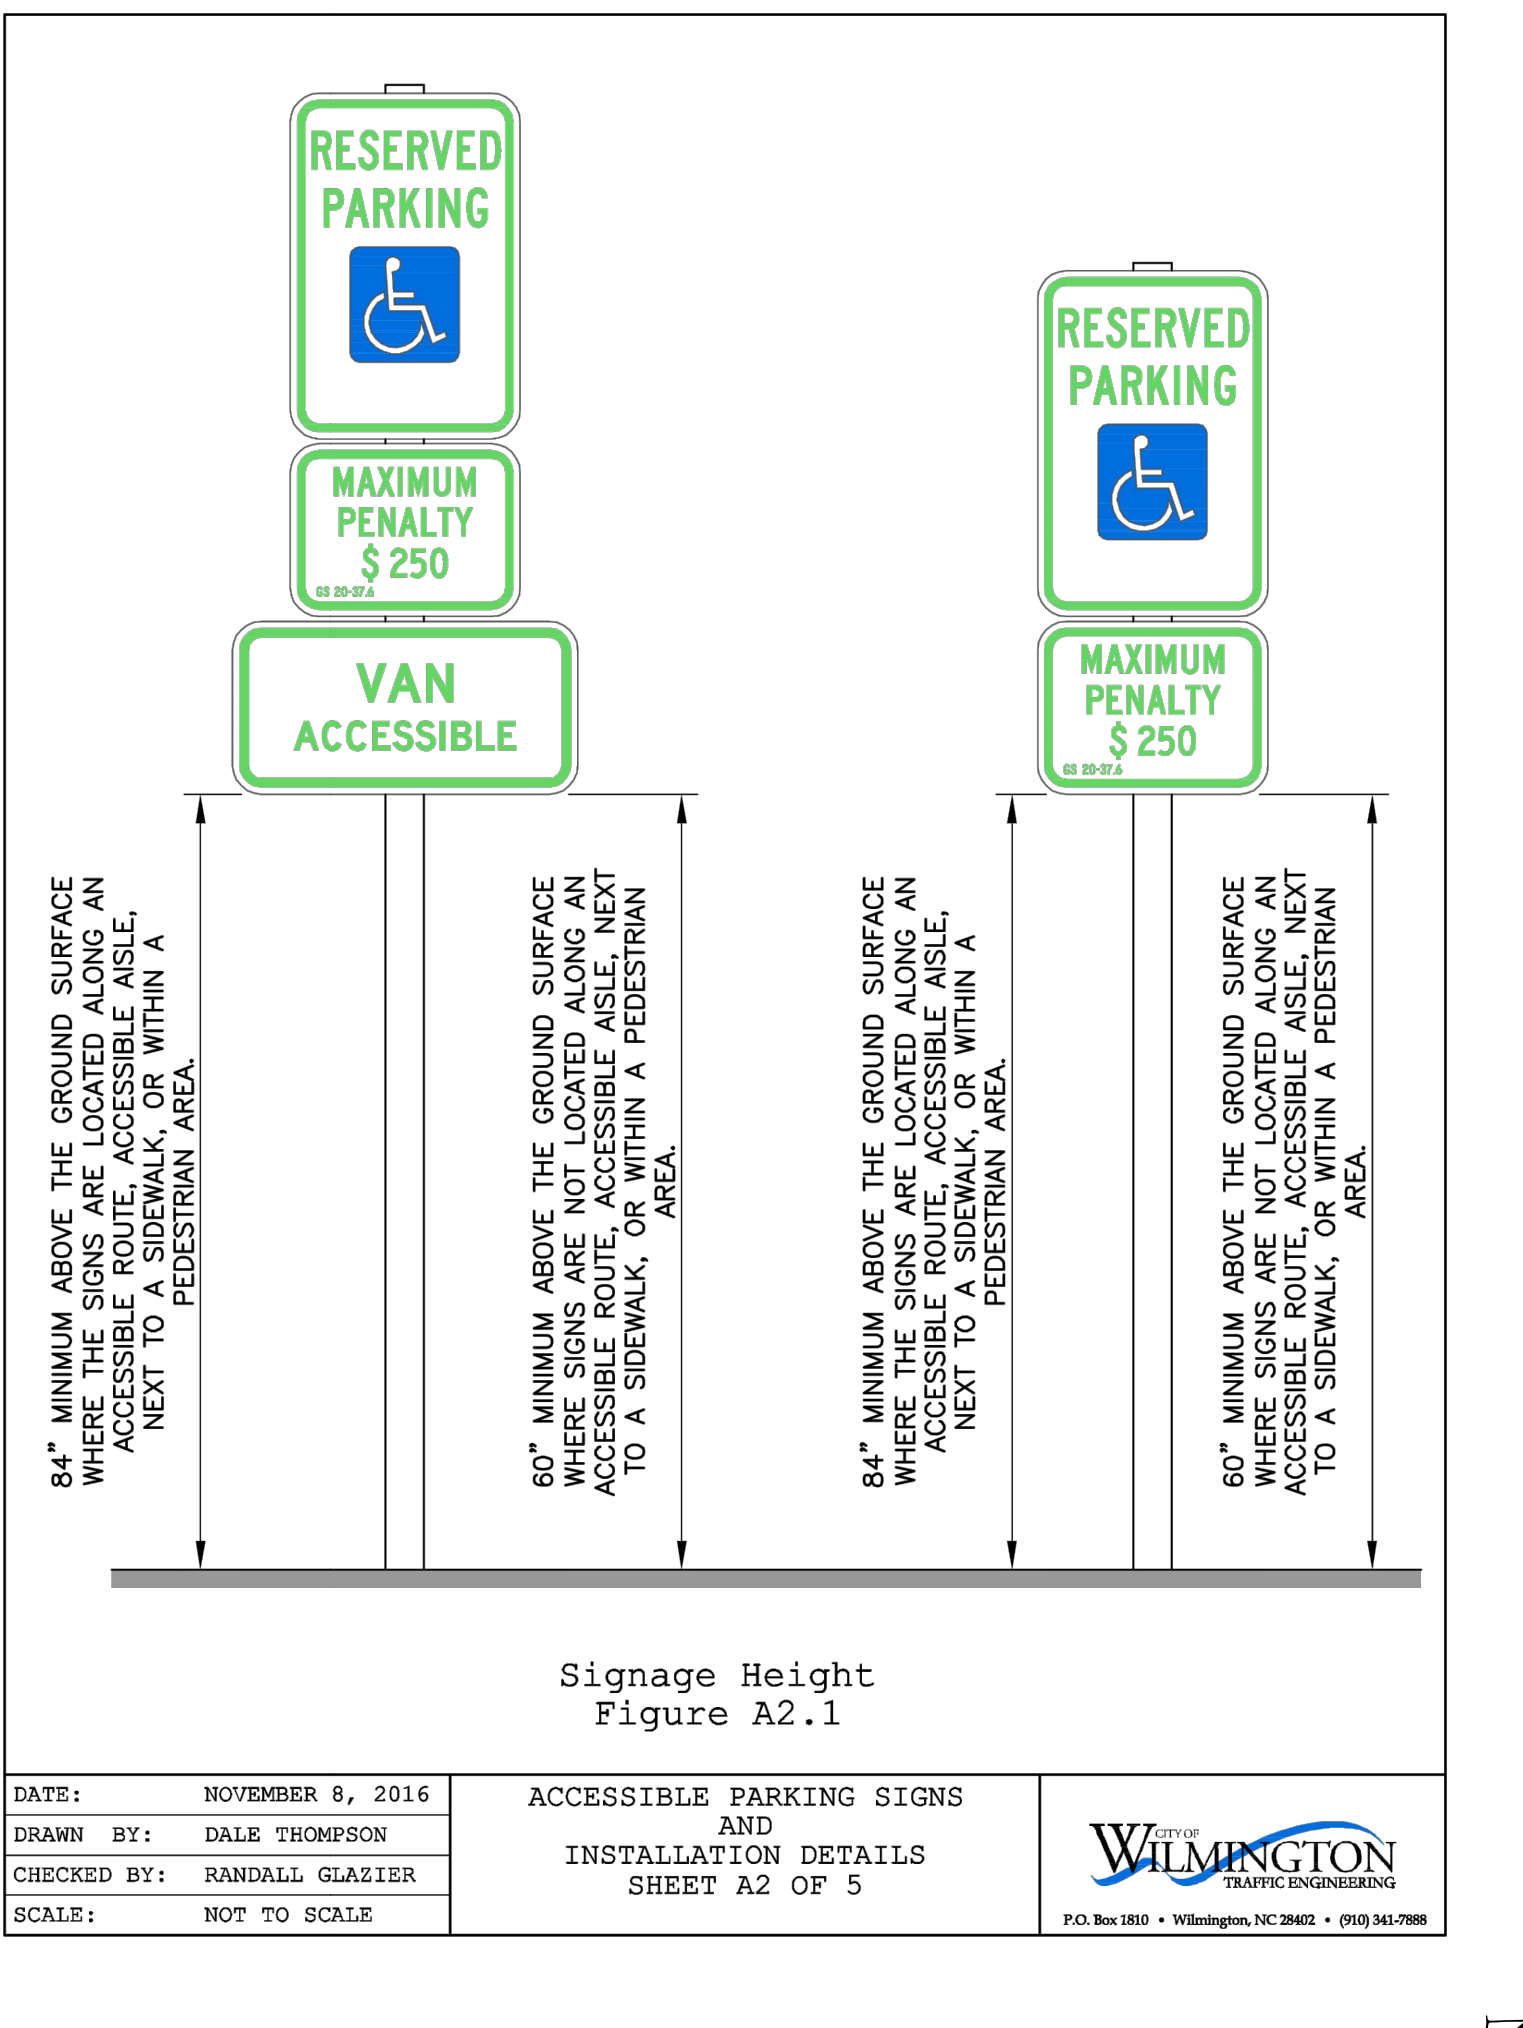 RESERVED
PARKING
MAXIMUM
PENALTY
$ 250
GS 20-37.6
VAN
ACCESSIBLE
RESERVED
PARKING
MAXIMUM
PENALTY
$ 250
GS 20-37.6
84" MINIMUM ABOVE THE GROUND SURFACE
WHERE THE SIGNS ARE LOCATED ALONG AN
ACCESSIBLE ROUTE, ACCESSIBLE AISLE,
NEXT TO A SIDEWALK, OR WITHIN A
PEDESTRIAN AREA.
60" MINIMUM ABOVE THE GROUND SURFACE
WHERE SIGNS ARE NOT LOCATED ALONG AN
ACCESSIBLE ROUTE, ACCESSIBLE AISLE, NEXT
TO A SIDEWALK, OR WITHIN A PEDESTRIAN
AREA.
84" MINIMUM ABOVE THE GROUND SURFACE
WHERE THE SIGNS ARE LOCATED ALONG AN
ACCESSIBLE ROUTE, ACCESSIBLE AISLE,
NEXT TO A SIDEWALK, OR WITHIN A
PEDESTRIAN AREA.
60" MINIMUM ABOVE THE GROUND SURFACE
WHERE SIGNS ARE NOT LOCATED ALONG AN
ACCESSIBLE ROUTE, ACCESSIBLE AISLE, NEXT
TO A SIDEWALK, OR WITHIN A PEDESTRIAN
AREA.
Signage Height
Figure A2.1
DATE: NOVEMBER 8, 2016
DRAWN BY: DALE THOMPSON
CHECKED BY: RANDALL GLAZIER
SCALE: NOT TO SCALE
ACCESSIBLE PARKING SIGNS
AND
INSTALLATION DETAILS
SHEET A2 OF 5
CITY OF
WILMINGTON
TRAFFIC ENGINEERING
P.O. Box 1810 • Wilmington, NC 28402 • (910) 341-7888